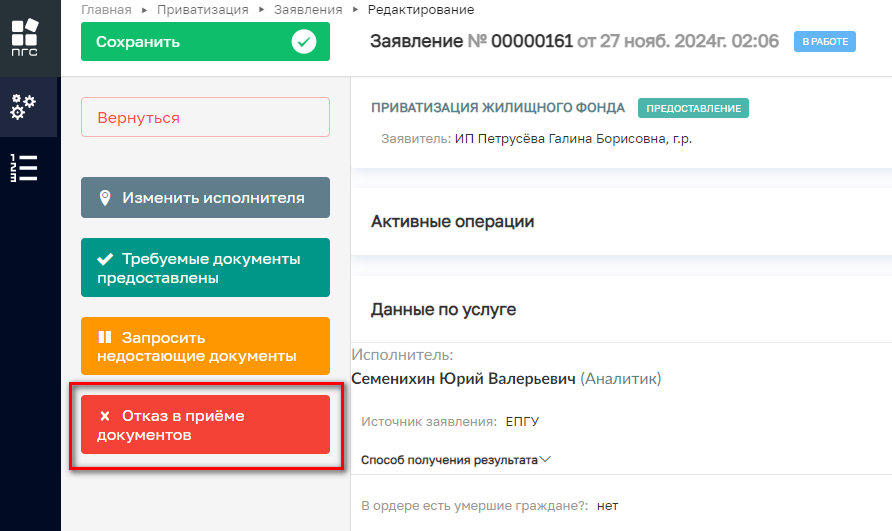 Главная ▸ Приватизация ▸ Заявления ▸ Редактирование
ПГС
Сохранить
Заявление № 00000161 от 27 нояб. 2024г. 02:06
В РАБОТЕ
Вернуться
Изменить исполнителя
Требуемые документы
предоставлены
Запросить
недостающие документы
Отказ в приёме
документов
ПРИВАТИЗАЦИЯ ЖИЛИЩНОГО ФОНДА ПРЕДОСТАВЛЕНИЕ
Заявитель: ИП Петрусёва Галина Борисовна, г.р.
Активные операции
Данные по услуге
Исполнитель:
Семенихин Юрий Валерьевич (Аналитик)
Источник заявления: ЕПГУ
Способ получения результата
В ордере есть умершие граждане?: нет
1
2
3